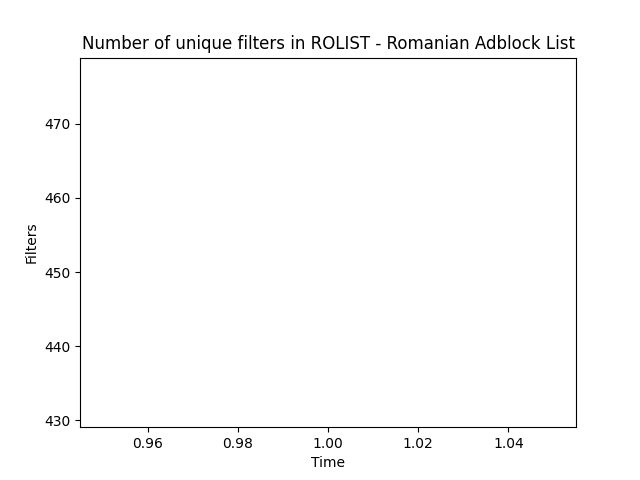 Number of unique filters in ROLIST - Romanian Adblock List
470
460
450
440
430
Filters
0.96 0.98 1.00 1.02 1.04
Time